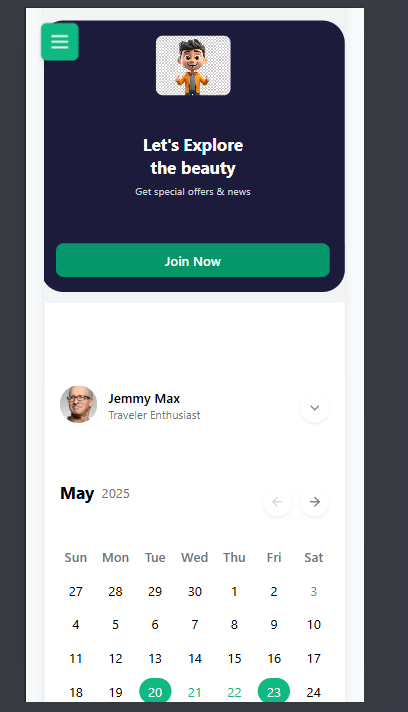 Let's Explore
the beauty
Get special offers & news
Join Now
Jemmy Max
Traveler Enthusiast
May 2025
Sun Mon Tue Wed Thu Fri Sat
27 28 29 30 1 2 3
4 5 6 7 8 9 10
11 12 13 14 15 16 17
18 19 20 21 22 23 24